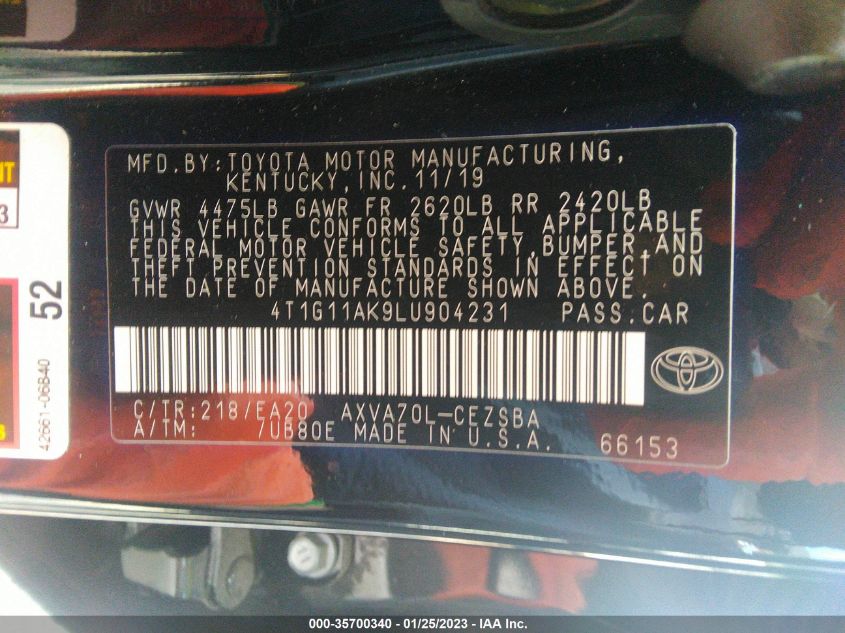 MFD.BY:TOYOTA MOTOR MANUFACTURING,
KENTUCKY,INC.11/19
GVWR 4475LB GAWR FR 2620LB RR 2420LB
THIS VEHICLE CONFORMS TO ALL APPLICABLE
FEDERAL MOTOR VEHICLE SAFETY,BUMPER,AND
THEFT PREVENTION STANDARDS IN EFFECT ON
THE DATE OF MANUFACTURE SHOWN ABOVE.
4T1G11AK9LU904231 PASS.CAR
C/TR:218/EA20 AXVA70L-CEZSBA
A/TM: 7UB80E MADE IN U.S.A. 66153
52
42661-06B40
000-35700340 - 01/25/2023 - IAA Inc.